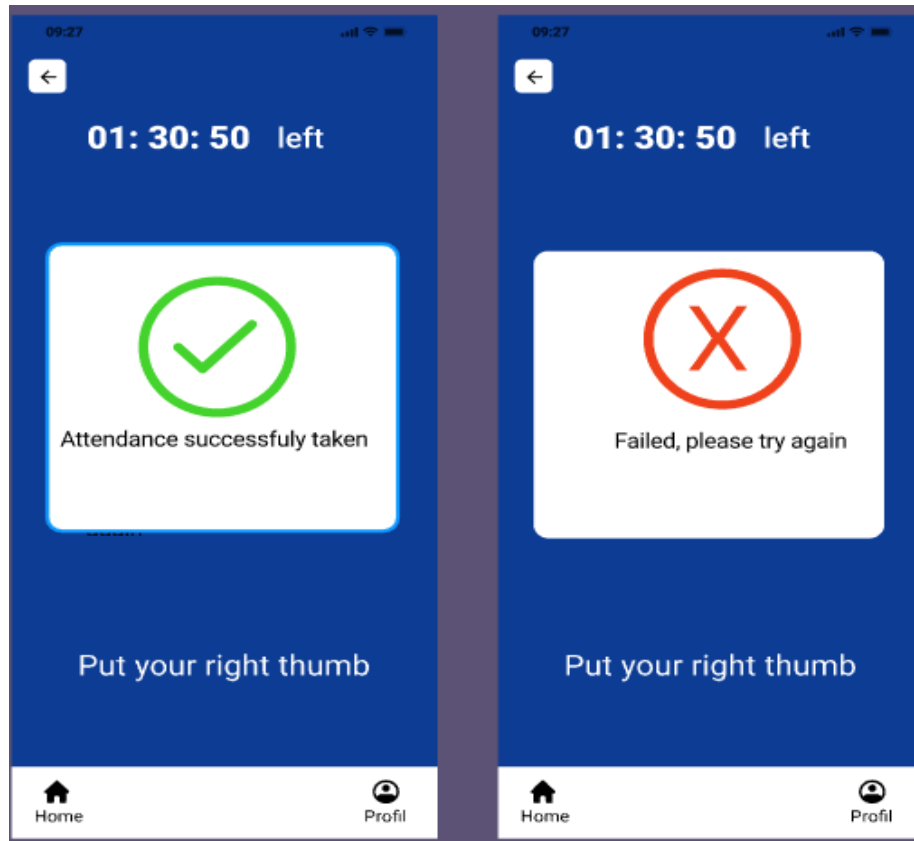 09:27
01: 30: 50 left
Attendance successfuly taken
again
Put your right thumb
Home
Profil
09:27
01: 30: 50 left
X
Failed, please try again
Put your right thumb
Home
Profil